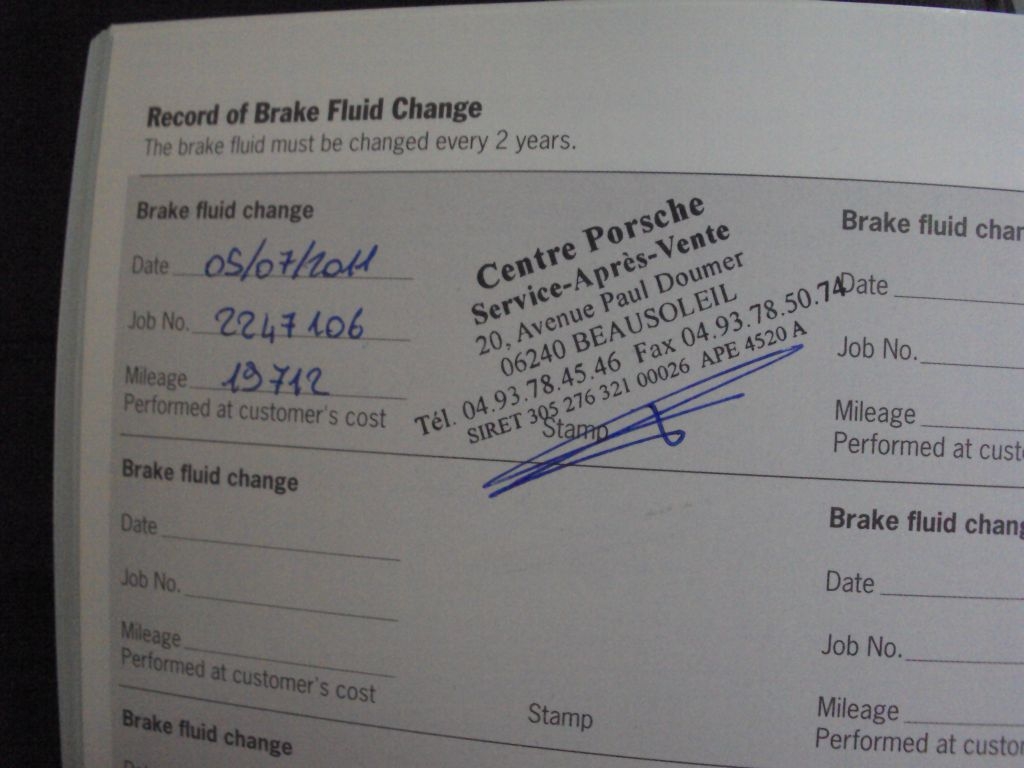 Record of Brake Fluid Change
The brake fluid must be changed every 2 years.
Brake fluid change
Date 05/07/2011
Job No. 2247106
Mileage 19712
Performed at customer's cost
Centre Porsche
Service-Après-Vente
20, Avenue Paul Doumer
06240 BEAUSOLEIL
Tél. 04.93.78.45.46 Fax 04.93.78.50.74
SIRET 305 276 321 00026 APE 4520 A
Stamp
Brake fluid chan
Date
Job No.
Mileage
Performed at cust
Brake fluid change
Date
Job No.
Mileage
Performed at customer's cost
Stamp
Brake fluid chang
Date
Job No.
Mileage
Performed at custo
Brake fluid change